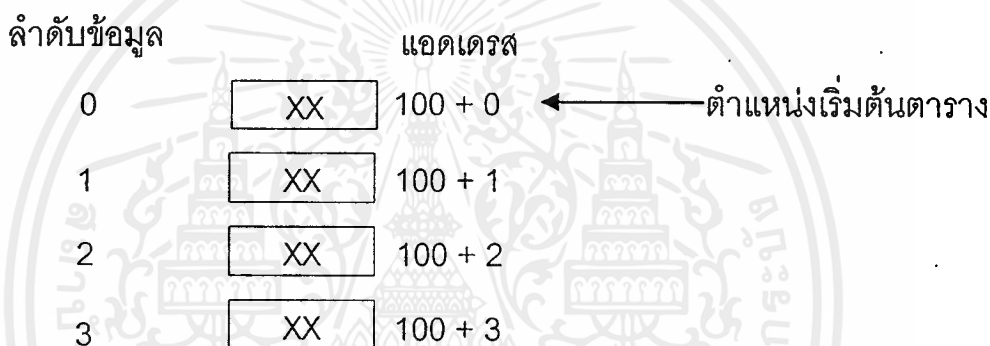 ลำดับข้อมูล แอดเดรส
0 XX 100 + 0 ตำแหน่งเริ่มต้นตาราง
1 XX 100 + 1
2 XX 100 + 2
3 XX 100 + 3